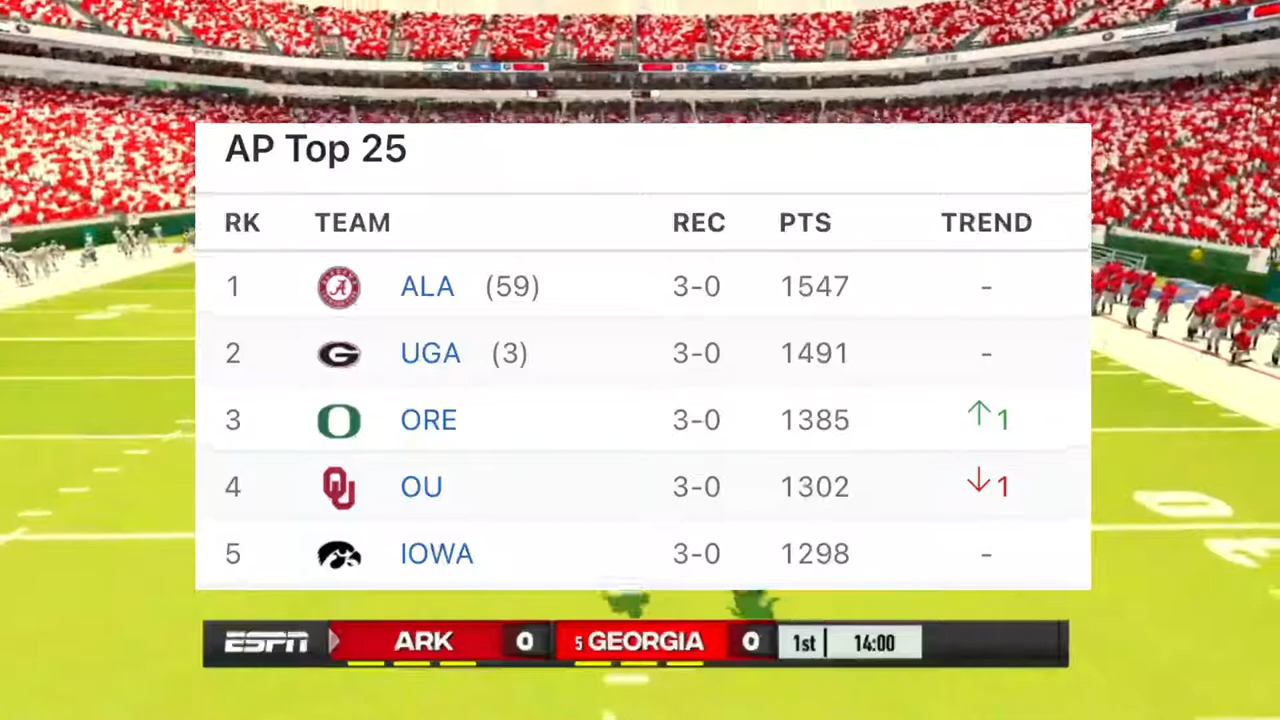 AP Top 25
RK TEAM REC PTS TREND
1 ALA (59) 3-0 1547 -
2 UGA (3) 3-0 1491 -
3 ORE 3-0 1385 ↑1
4 OU 3-0 1302 ↓1
5 IOWA 3-0 1298 -
ESPN ARK 0 5 GEORGIA 0 1st 14:00